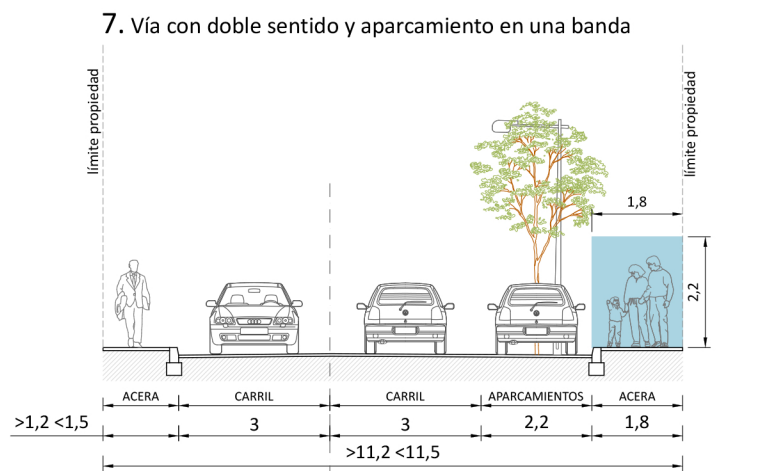 7. Vía con doble sentido y aparcamiento en una banda
límite propiedad
límite propiedad
1,8
2,2
ACERA CARRIL CARRIL APARCAMIENTOS ACERA
>1,2 <1,5 3 3 2,2 1,8
>11,2 <11,5